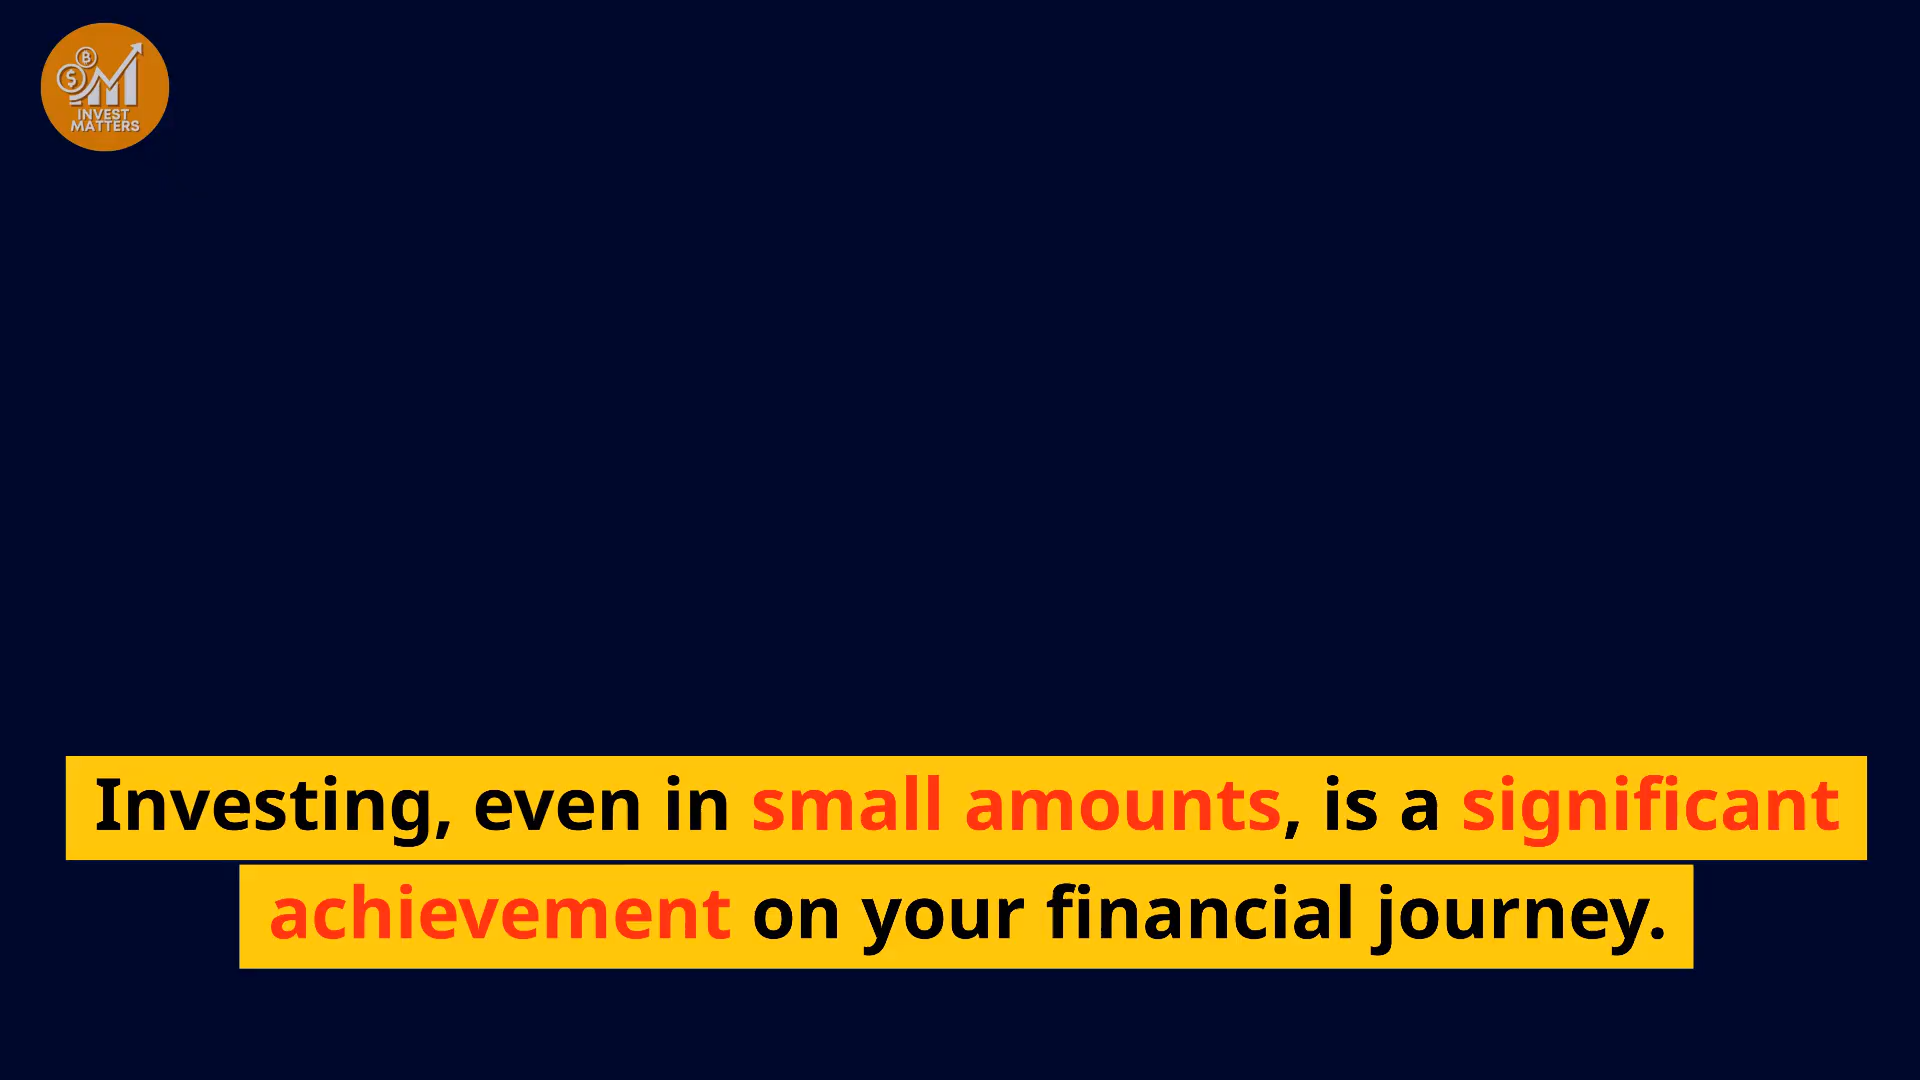 $ B
INVEST
MATTERS
Investing, even in small amounts, is a significant
achievement on your financial journey.